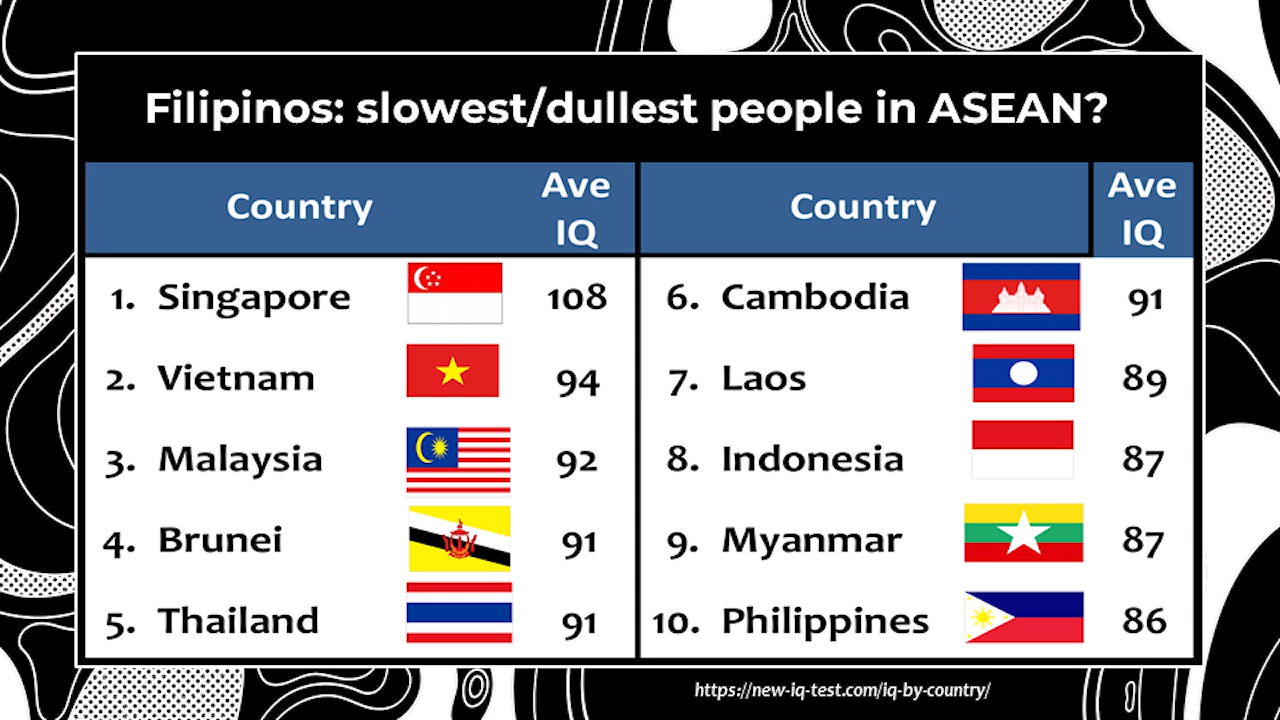 Filipinos: slowest/dullest people in ASEAN?
Country Ave IQ Country Ave IQ
1. Singapore 108 6. Cambodia 91
2. Vietnam 94 7. Laos 89
3. Malaysia 92 8. Indonesia 87
4. Brunei 91 9. Myanmar 87
5. Thailand 91 10. Philippines 86
https://new-iq-test.com/iq-by-country/